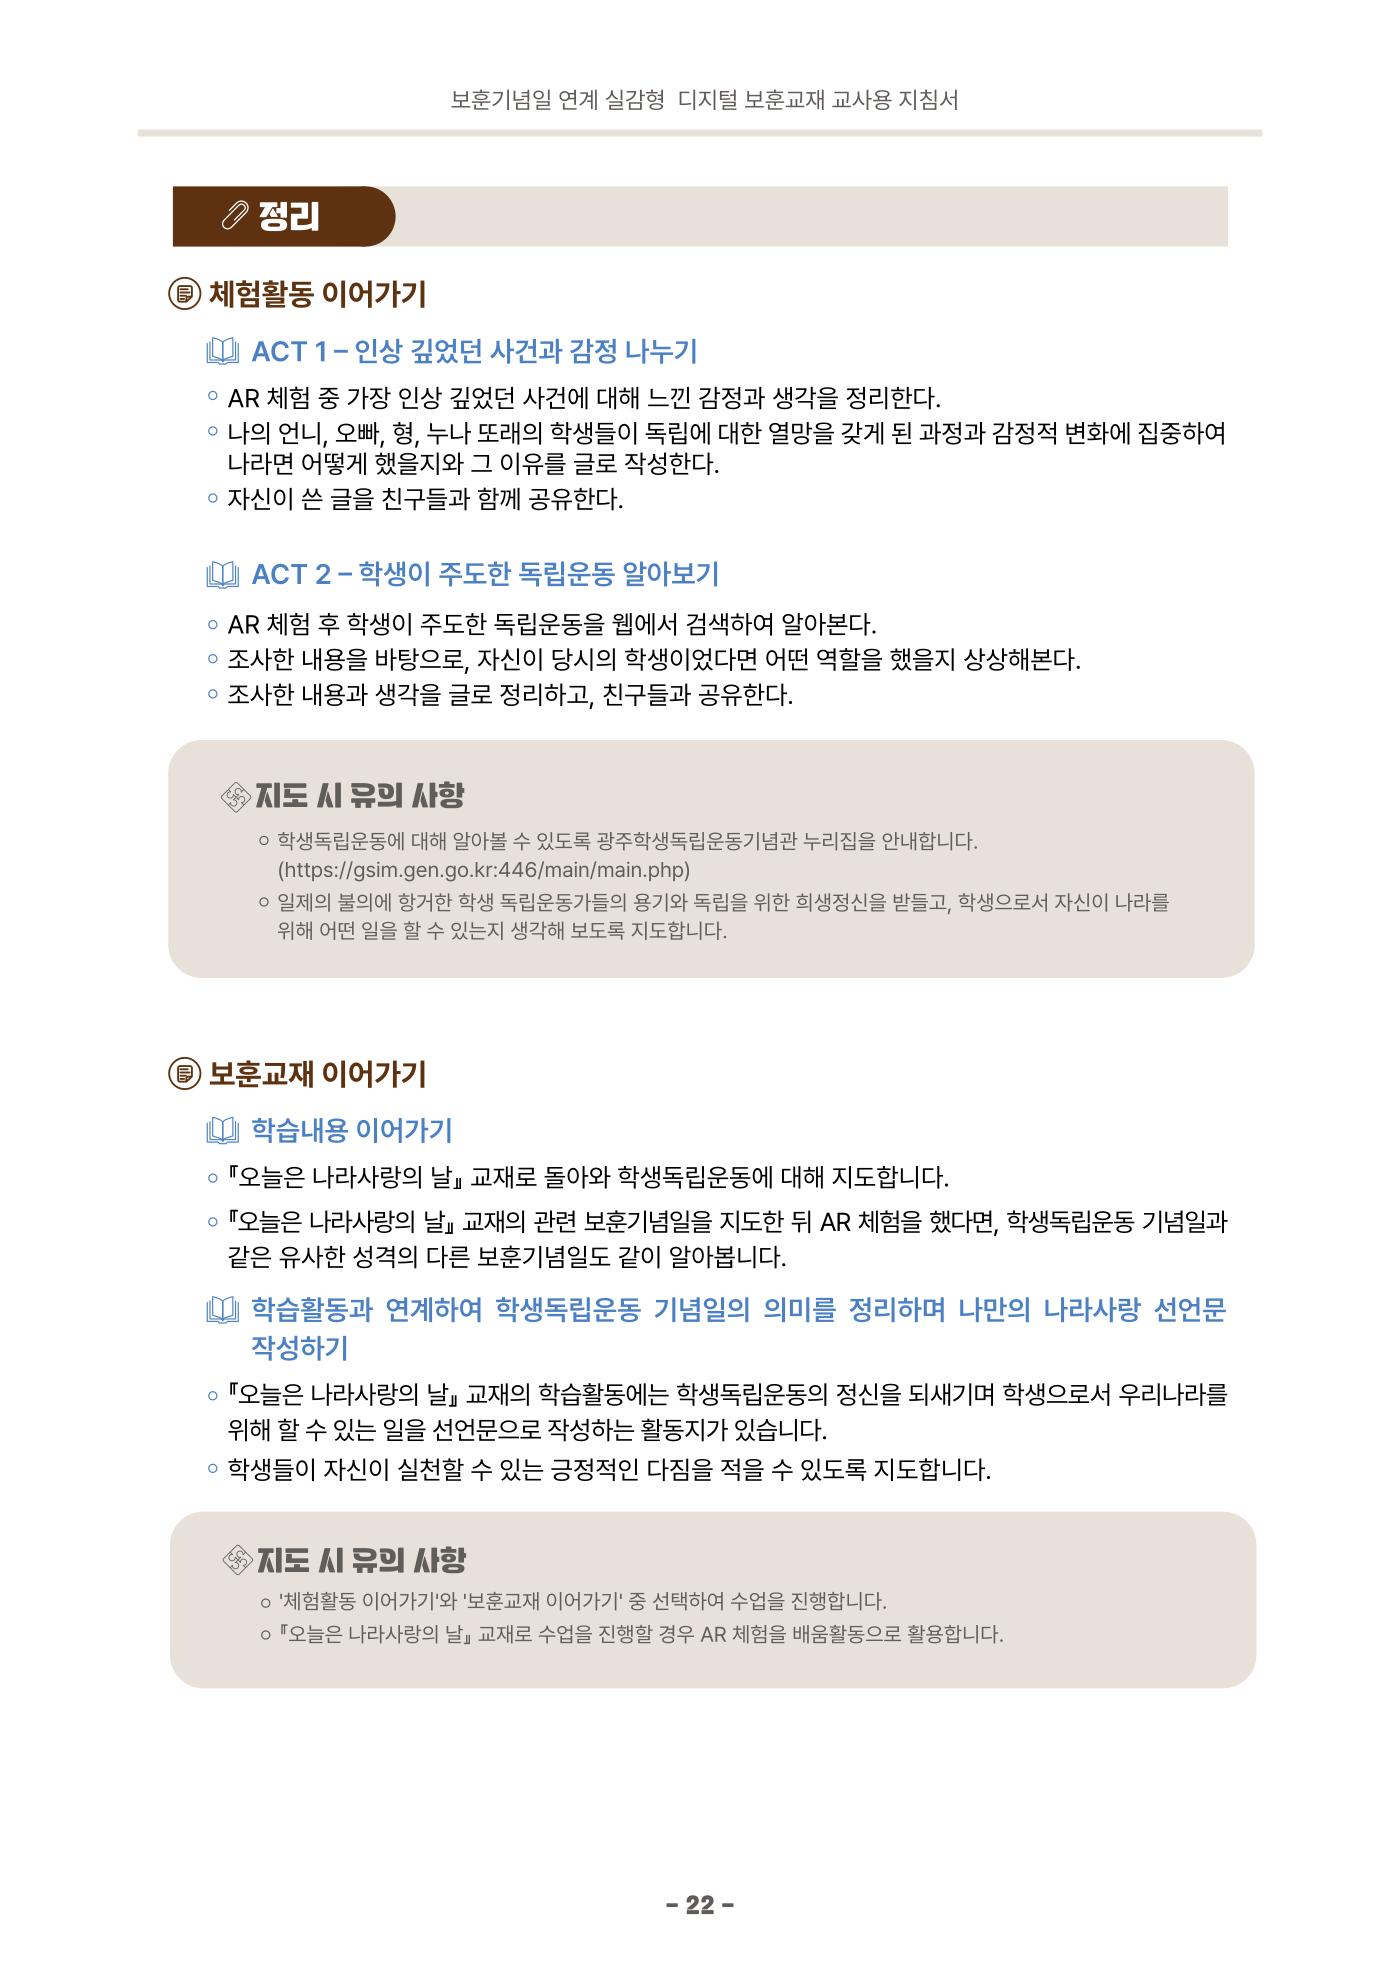 보훈기념일 연계 실감형 디지털 보훈교재 교사용 지침서
정리
체험활동 이어가기
ACT 1 – 인상 깊었던 사건과 감정 나누기
○ AR 체험 중 가장 인상 깊었던 사건에 대해 느낀 감정과 생각을 정리한다.
○ 나의 언니, 오빠, 형, 누나 또래의 학생들이 독립에 대한 열망을 갖게 된 과정과 감정적 변화에 집중하여
나라면 어떻게 했을지와 그 이유를 글로 작성한다.
○ 자신이 쓴 글을 친구들과 함께 공유한다.
ACT 2 – 학생이 주도한 독립운동 알아보기
○ AR 체험 후 학생이 주도한 독립운동을 웹에서 검색하여 알아본다.
○ 조사한 내용을 바탕으로, 자신이 당시의 학생이었다면 어떤 역할을 했을지 상상해본다.
○ 조사한 내용과 생각을 글로 정리하고, 친구들과 공유한다.
지도 시 유의 사항
○ 학생독립운동에 대해 알아볼 수 있도록 광주학생독립운동기념관 누리집을 안내합니다.
(https://gsim.gen.go.kr:446/main/main.php)
○ 일제의 불의에 항거한 학생 독립운동가들의 용기와 독립을 위한 희생정신을 받들고, 학생으로서 자신이 나라를
위해 어떤 일을 할 수 있는지 생각해 보도록 지도합니다.
보훈교재 이어가기
학습내용 이어가기
○ 『오늘은 나라사랑의 날』 교재로 돌아와 학생독립운동에 대해 지도합니다.
○ 『오늘은 나라사랑의 날』 교재의 관련 보훈기념일을 지도한 뒤 AR 체험을 했다면, 학생독립운동 기념일과
같은 유사한 성격의 다른 보훈기념일도 같이 알아봅니다.
학습활동과 연계하여 학생독립운동 기념일의 의미를 정리하며 나만의 나라사랑 선언문
작성하기
○ 『오늘은 나라사랑의 날』 교재의 학습활동에는 학생독립운동의 정신을 되새기며 학생으로서 우리나라를
위해 할 수 있는 일을 선언문으로 작성하는 활동지가 있습니다.
○ 학생들이 자신이 실천할 수 있는 긍정적인 다짐을 적을 수 있도록 지도합니다.
지도 시 유의 사항
○ '체험활동 이어가기'와 '보훈교재 이어가기' 중 선택하여 수업을 진행합니다.
○ 『오늘은 나라사랑의 날』 교재로 수업을 진행할 경우 AR 체험을 배움활동으로 활용합니다.
- 22 -